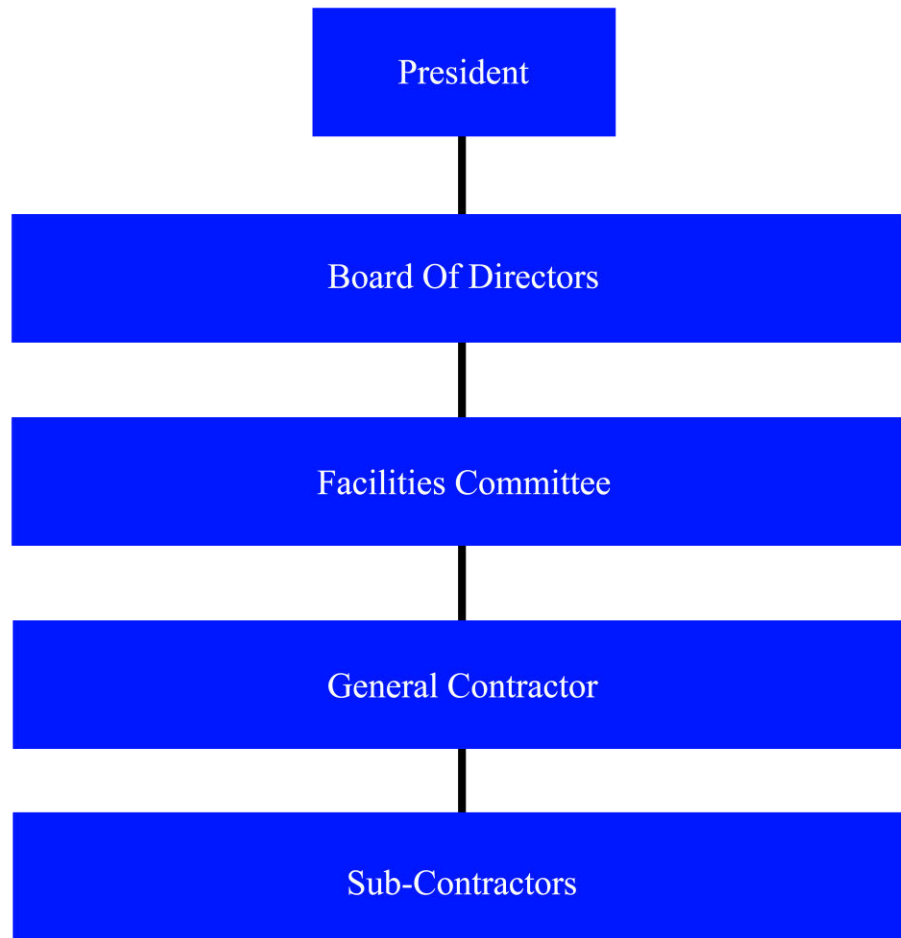 President
Board Of Directors
Facilities Committee
General Contractor
Sub-Contractors